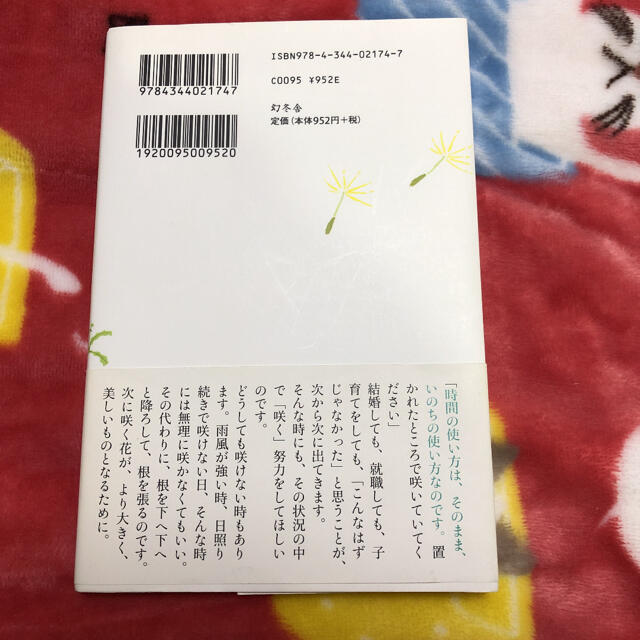 ISBN978-4-344-02174-7
C0095 ¥952E
幻冬舎
定価(本体952円+税)
9784344021747
1920095009520
「時間の使い方は、そのまま、
いのちの使い方なのです。置
かれたところで咲いていてく
ださい」
結婚しても、就職しても、子
育てをしても、「こんなはず
じゃなかった」と思うことが、
次から次に出てきます。
そんな時にも、その状況の中
で「咲く」努力をしてほしい
のです。
どうしても咲けない時もあり
ます。雨風が強い時、日照り
続きで咲けない日、そんな時
には無理に咲かなくてもいい。
その代わりに、根を下へ下へ
と降ろして、根を張るのです。
次に咲く花が、より大きく、
美しいものとなるために。